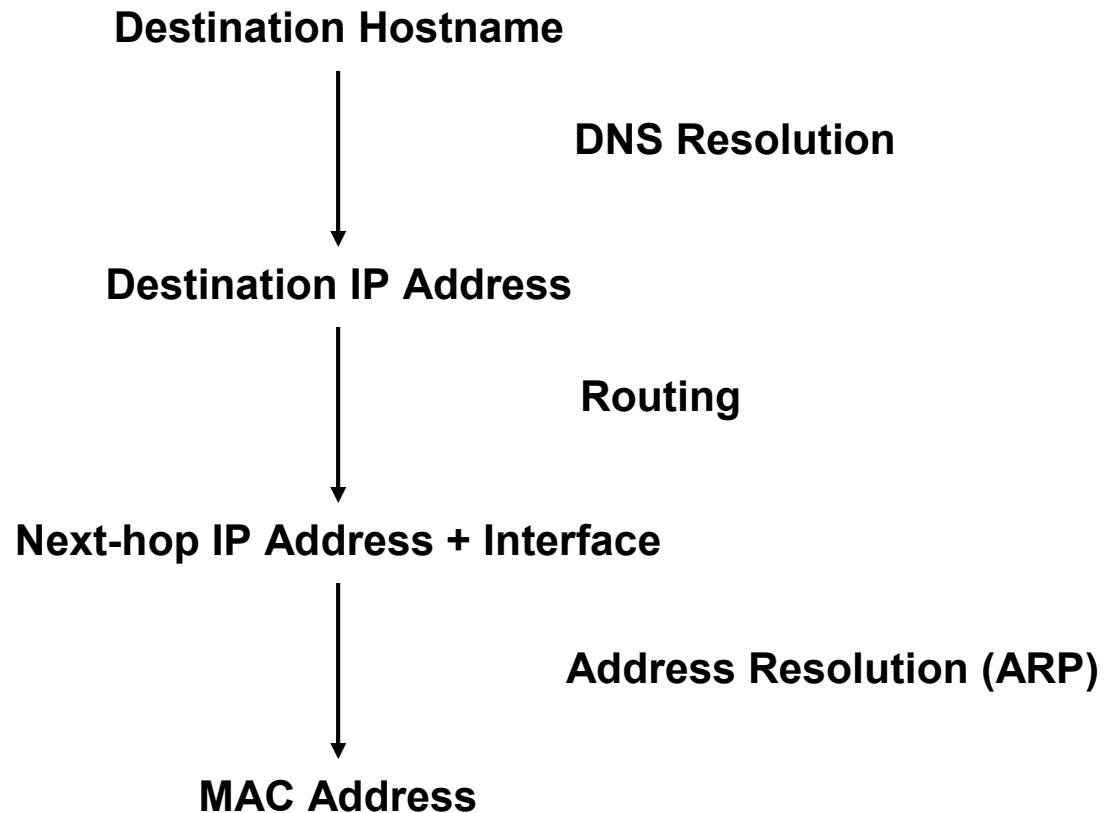 Destination Hostname
DNS Resolution
Destination IP Address
Routing
Next-hop IP Address + Interface
Address Resolution (ARP)
MAC Address